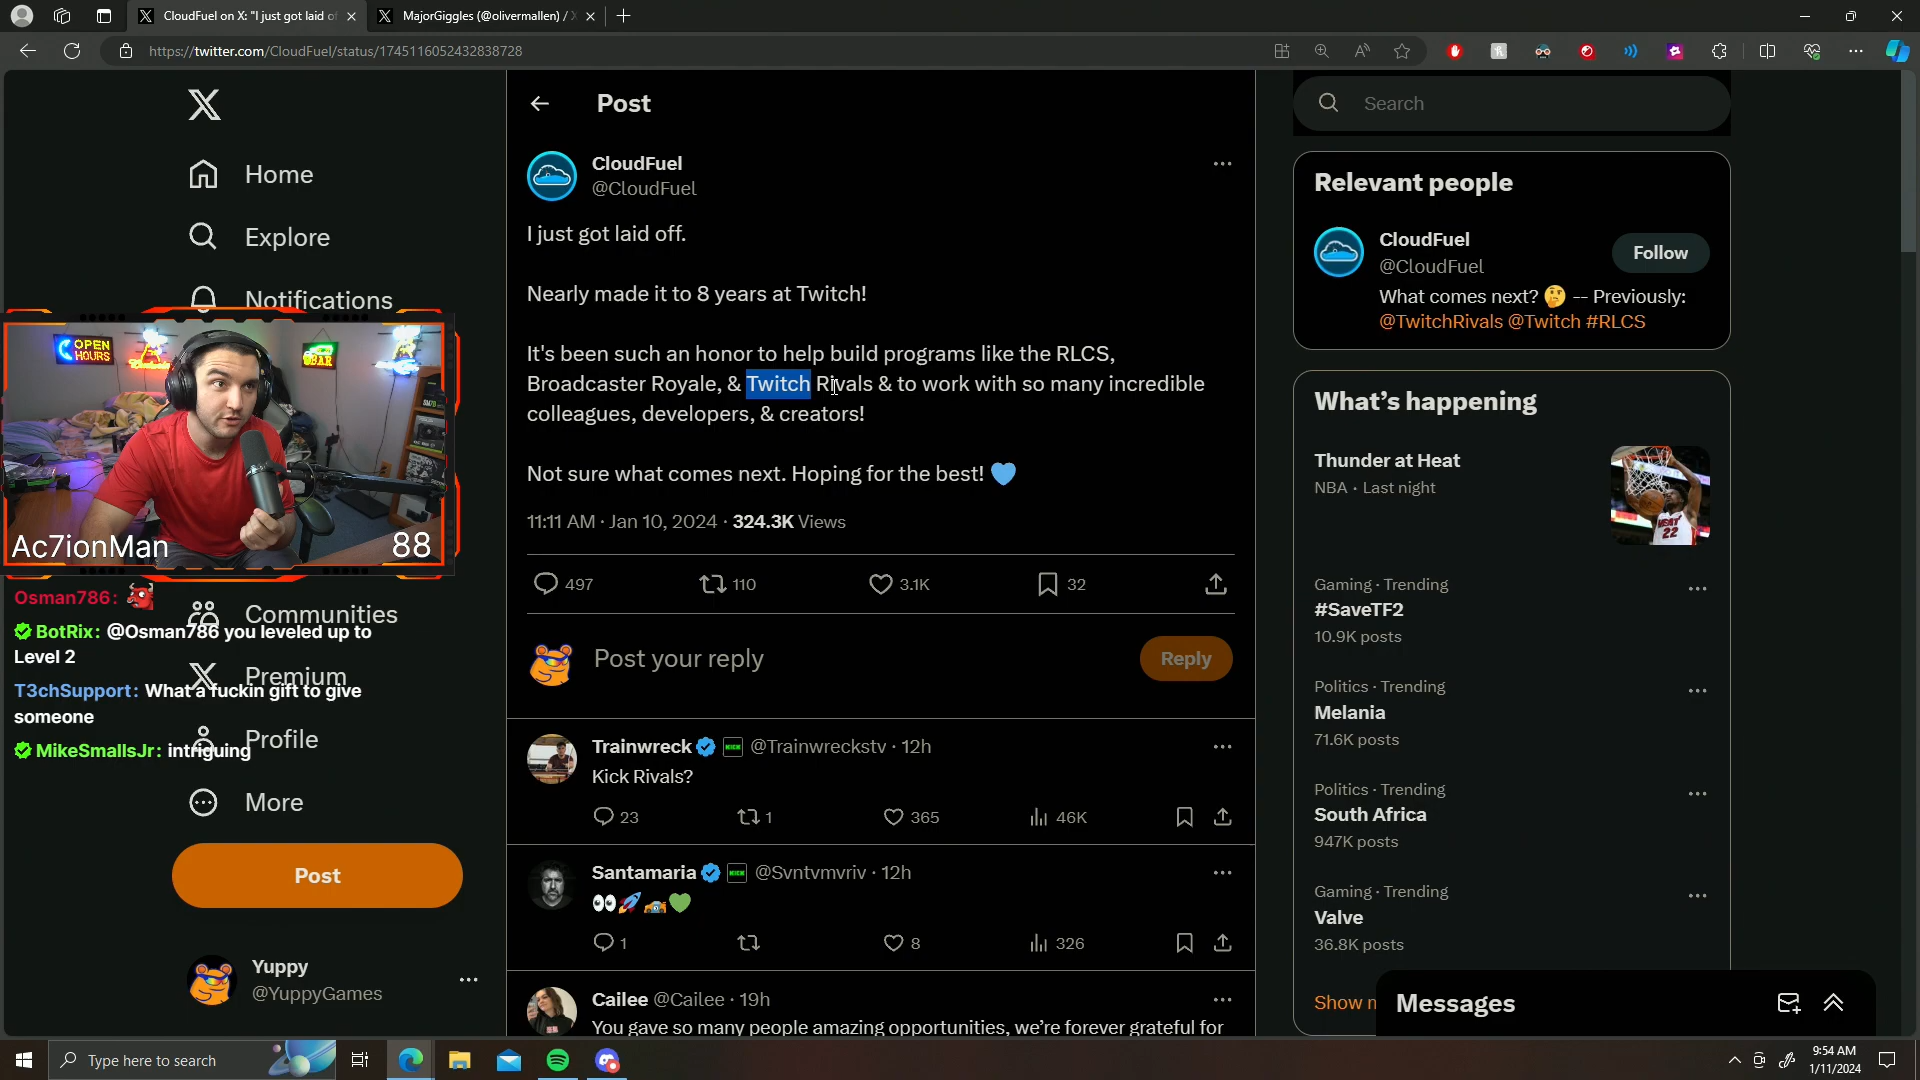 CloudFuel on X: "I just got laid o
MajorGiggles (@olivermallen) / X
https://twitter.com/CloudFuel/status/1745116052432838728
Home
Explore
Notifications
Communities
Premium
Profile
More
Post
Yuppy
@YuppyGames
OPEN
HOURS
BAR
Ac7ionMan
88
Osman786:
BotRix: @Osman786 you leveled up to
Level 2
T3chSupport: What a fuckin gift to give
someone
MikeSmallsJr: intriguing
Post
CloudFuel
@CloudFuel
I just got laid off.
Nearly made it to 8 years at Twitch!
It's been such an honor to help build programs like the RLCS,
Broadcaster Royale, & Twitch Rivals & to work with so many incredible
colleagues, developers, & creators!
Not sure what comes next. Hoping for the best! 💙
11:11 AM · Jan 10, 2024 · 324.3K Views
497
110
3.1K
32
Post your reply
Reply
Trainwreck KICK @Trainwreckstv · 12h
Kick Rivals?
23
1
365
46K
Santamaria KICK @Svntvmvriv · 12h
👀🚀🚔💚
1
8
326
Cailee @Cailee · 19h
You gave so many people amazing opportunities, we're forever grateful for
Search
Relevant people
CloudFuel
@CloudFuel
Follow
What comes next? 🤔 -- Previously:
@TwitchRivals @Twitch #RLCS
What's happening
Thunder at Heat
NBA · Last night
HEAT
22
Gaming · Trending
#SaveTF2
10.9K posts
Politics · Trending
Melania
71.6K posts
Politics · Trending
South Africa
947K posts
Gaming · Trending
Valve
36.8K posts
Show
Messages
Type here to search
9:54 AM
1/11/2024